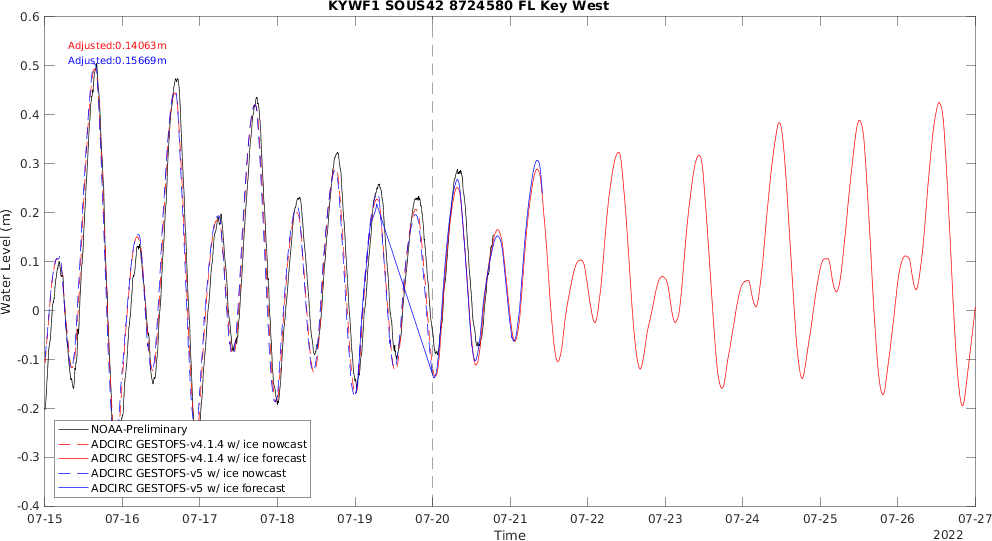 KYWF1 SOUS42 8724580 FL Key West
Adjusted:0.14063m
Adjusted:0.15669m
0.6
0.5
0.4
0.3
0.2
0.1
0
-0.1
-0.2
-0.3
-0.4
Water Level (m)
NOAA-Preliminary
ADCIRC GESTOFS-v4.1.4 w/ ice nowcast
ADCIRC GESTOFS-v4.1.4 w/ ice forecast
ADCIRC GESTOFS-v5 w/ ice nowcast
ADCIRC GESTOFS-v5 w/ ice forecast
07-15 07-16 07-17 07-18 07-19 07-20 07-21 07-22 07-23 07-24 07-25 07-26 07-27
Time
2022